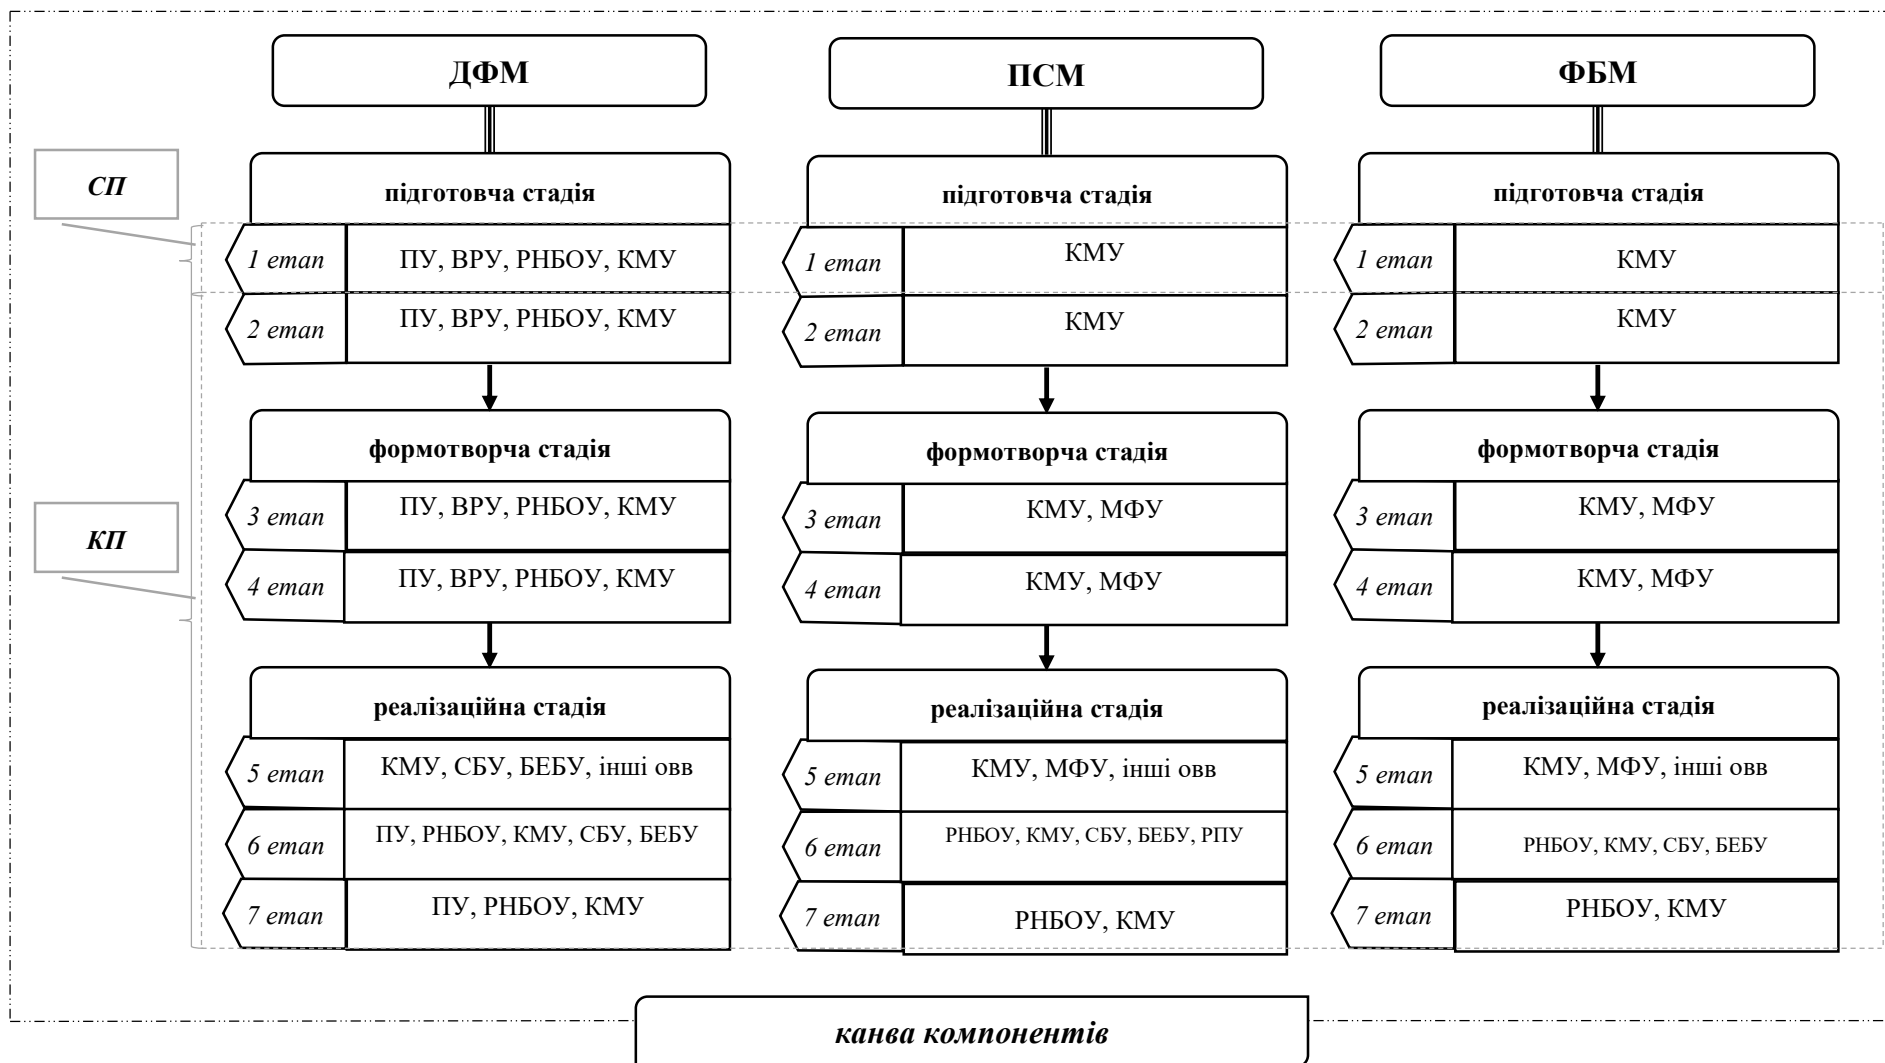 ДФМ
ПСМ
ФБМ
СП
КП
підготовча стадія
1 етап
ПУ, ВРУ, РНБОУ, КМУ
2 етап
ПУ, ВРУ, РНБОУ, КМУ
формотворча стадія
3 етап
ПУ, ВРУ, РНБОУ, КМУ
4 етап
ПУ, ВРУ, РНБОУ, КМУ
реалізаційна стадія
5 етап
КМУ, СБУ, БЕБУ, інші овв
6 етап
ПУ, РНБОУ, КМУ, СБУ, БЕБУ
7 етап
ПУ, РНБОУ, КМУ
підготовча стадія
1 етап
КМУ
2 етап
КМУ
формотворча стадія
3 етап
КМУ, МФУ
4 етап
КМУ, МФУ
реалізаційна стадія
5 етап
КМУ, МФУ, інші овв
6 етап
РНБОУ, КМУ, СБУ, БЕБУ, РПУ
7 етап
РНБОУ, КМУ
підготовча стадія
1 етап
КМУ
2 етап
КМУ
формотворча стадія
3 етап
КМУ, МФУ
4 етап
КМУ, МФУ
реалізаційна стадія
5 етап
КМУ, МФУ, інші овв
6 етап
РНБОУ, КМУ, СБУ, БЕБУ
7 етап
РНБОУ, КМУ
канва компонентів